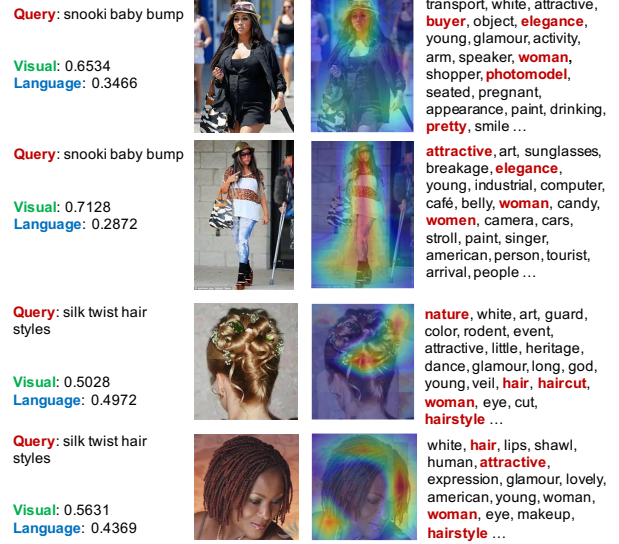 Query: snooki baby bump
Visual: 0.6534
Language: 0.3466
transport, white, attractive,
buyer, object, elegance,
young, glamour, activity,
arm, speaker, woman,
shopper, photomodel,
seated, pregnant,
appearance, paint, drinking,
pretty, smile ...
Query: snooki baby bump
Visual: 0.7128
Language: 0.2872
attractive, art, sunglasses,
breakage, elegance,
young, industrial, computer,
café, belly, woman, candy,
women, camera, cars,
stroll, paint, singer,
american, person, tourist,
arrival, people ...
Query: silk twist hair
styles
Visual: 0.5028
Language: 0.4972
nature, white, art, guard,
color, rodent, event,
attractive, little, heritage,
dance, glamour, long, god,
young, veil, hair, haircut,
woman, eye, cut,
hairstyle ...
Query: silk twist hair
styles
Visual: 0.5631
Language: 0.4369
white, hair, lips, shawl,
human, attractive,
expression, glamour, lovely,
american, young, woman,
woman, eye, makeup,
hairstyle ...